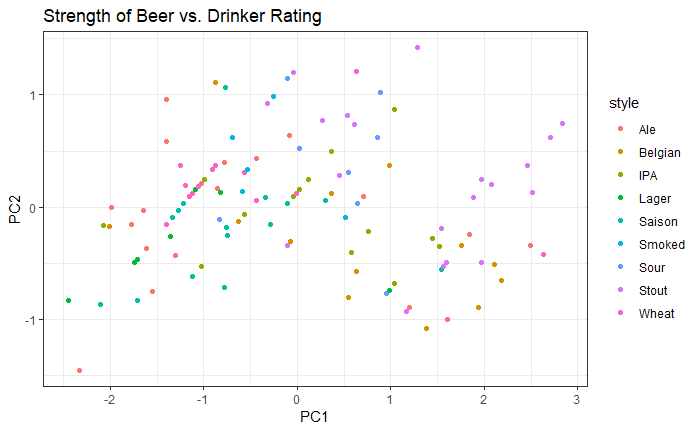 Strength of Beer vs. Drinker Rating
1
0
-1
PC2
-2
-1
0
1
2
3
PC1
style
Ale
Belgian
IPA
Lager
Saison
Smoked
Sour
Stout
Wheat